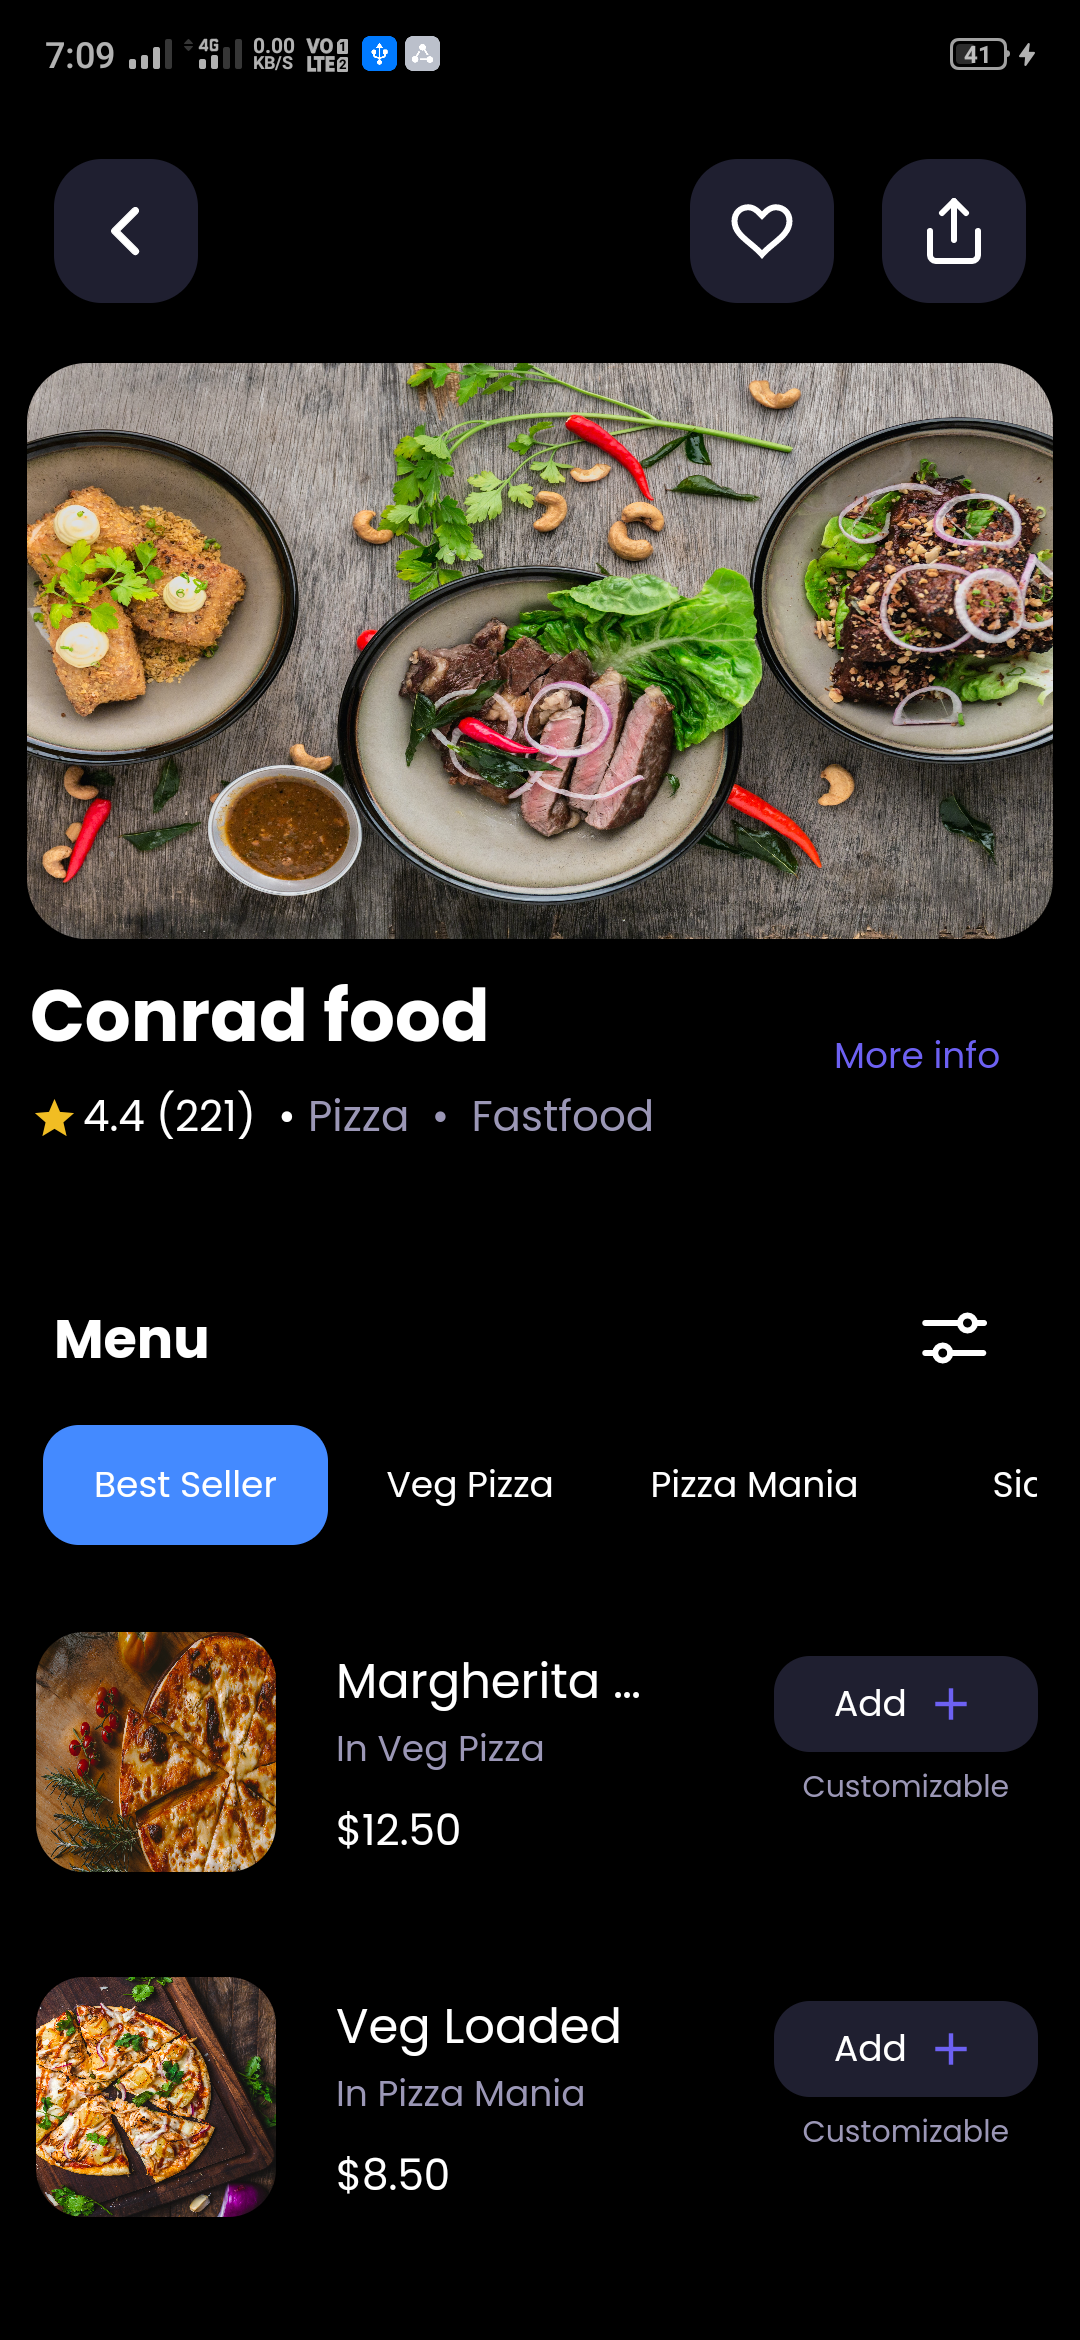 7:09 4G 0.00 KB/S VO LTE 1 2 41
Conrad food
More info
4.4 (221) • Pizza • Fastfood
Menu
Best Seller Veg Pizza Pizza Mania
Margherita ...
In Veg Pizza
$12.50
Add +
Customizable
Veg Loaded
In Pizza Mania
$8.50
Add +
Customizable